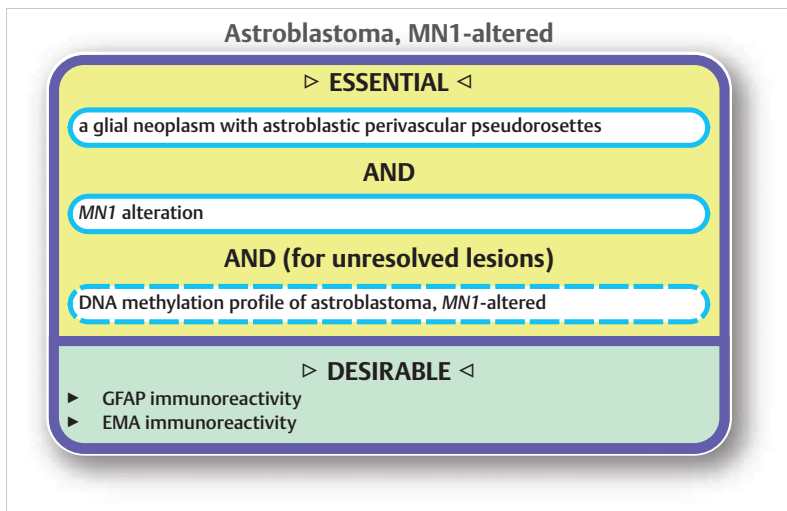 Astroblastoma, MN1-altered
▷ ESSENTIAL ◁
a glial neoplasm with astroblastic perivascular pseudorosettes
AND
MN1 alteration
AND (for unresolved lesions)
DNA methylation profile of astroblastoma, MN1-altered
▷ DESIRABLE ◁
► GFAP immunoreactivity
► EMA immunoreactivity